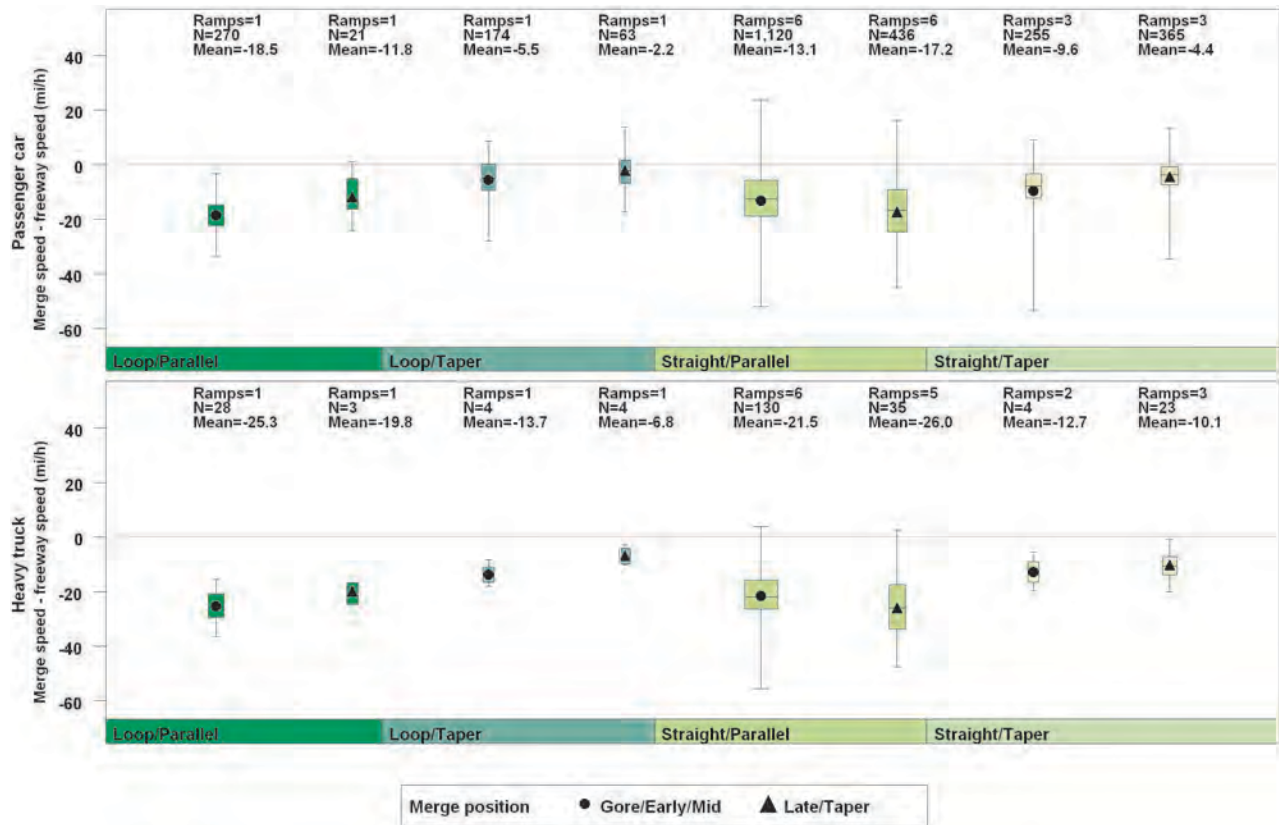 Ramps=1 Ramps=1 Ramps=1 Ramps=1 Ramps=6 Ramps=6 Ramps=3 Ramps=3
N=270 N=21 N=174 N=63 N=1,120 N=436 N=255 N=365
Mean=-18.5 Mean=-11.8 Mean=-5.5 Mean=-2.2 Mean=-13.1 Mean=-17.2 Mean=-9.6 Mean=-4.4
Passenger car
Merge speed - freeway speed (mi/h)
40
20
0
-20
-40
-60
Loop/Parallel Loop/Taper Straight/Parallel Straight/Taper
Ramps=1 Ramps=1 Ramps=1 Ramps=1 Ramps=6 Ramps=5 Ramps=2 Ramps=3
N=28 N=3 N=4 N=4 N=130 N=35 N=4 N=23
Mean=-25.3 Mean=-19.8 Mean=-13.7 Mean=-6.8 Mean=-21.5 Mean=-26.0 Mean=-12.7 Mean=-10.1
Heavy truck
Merge speed - freeway speed (mi/h)
40
20
0
-20
-40
-60
Loop/Parallel Loop/Taper Straight/Parallel Straight/Taper
Merge position Gore/Early/Mid Late/Taper